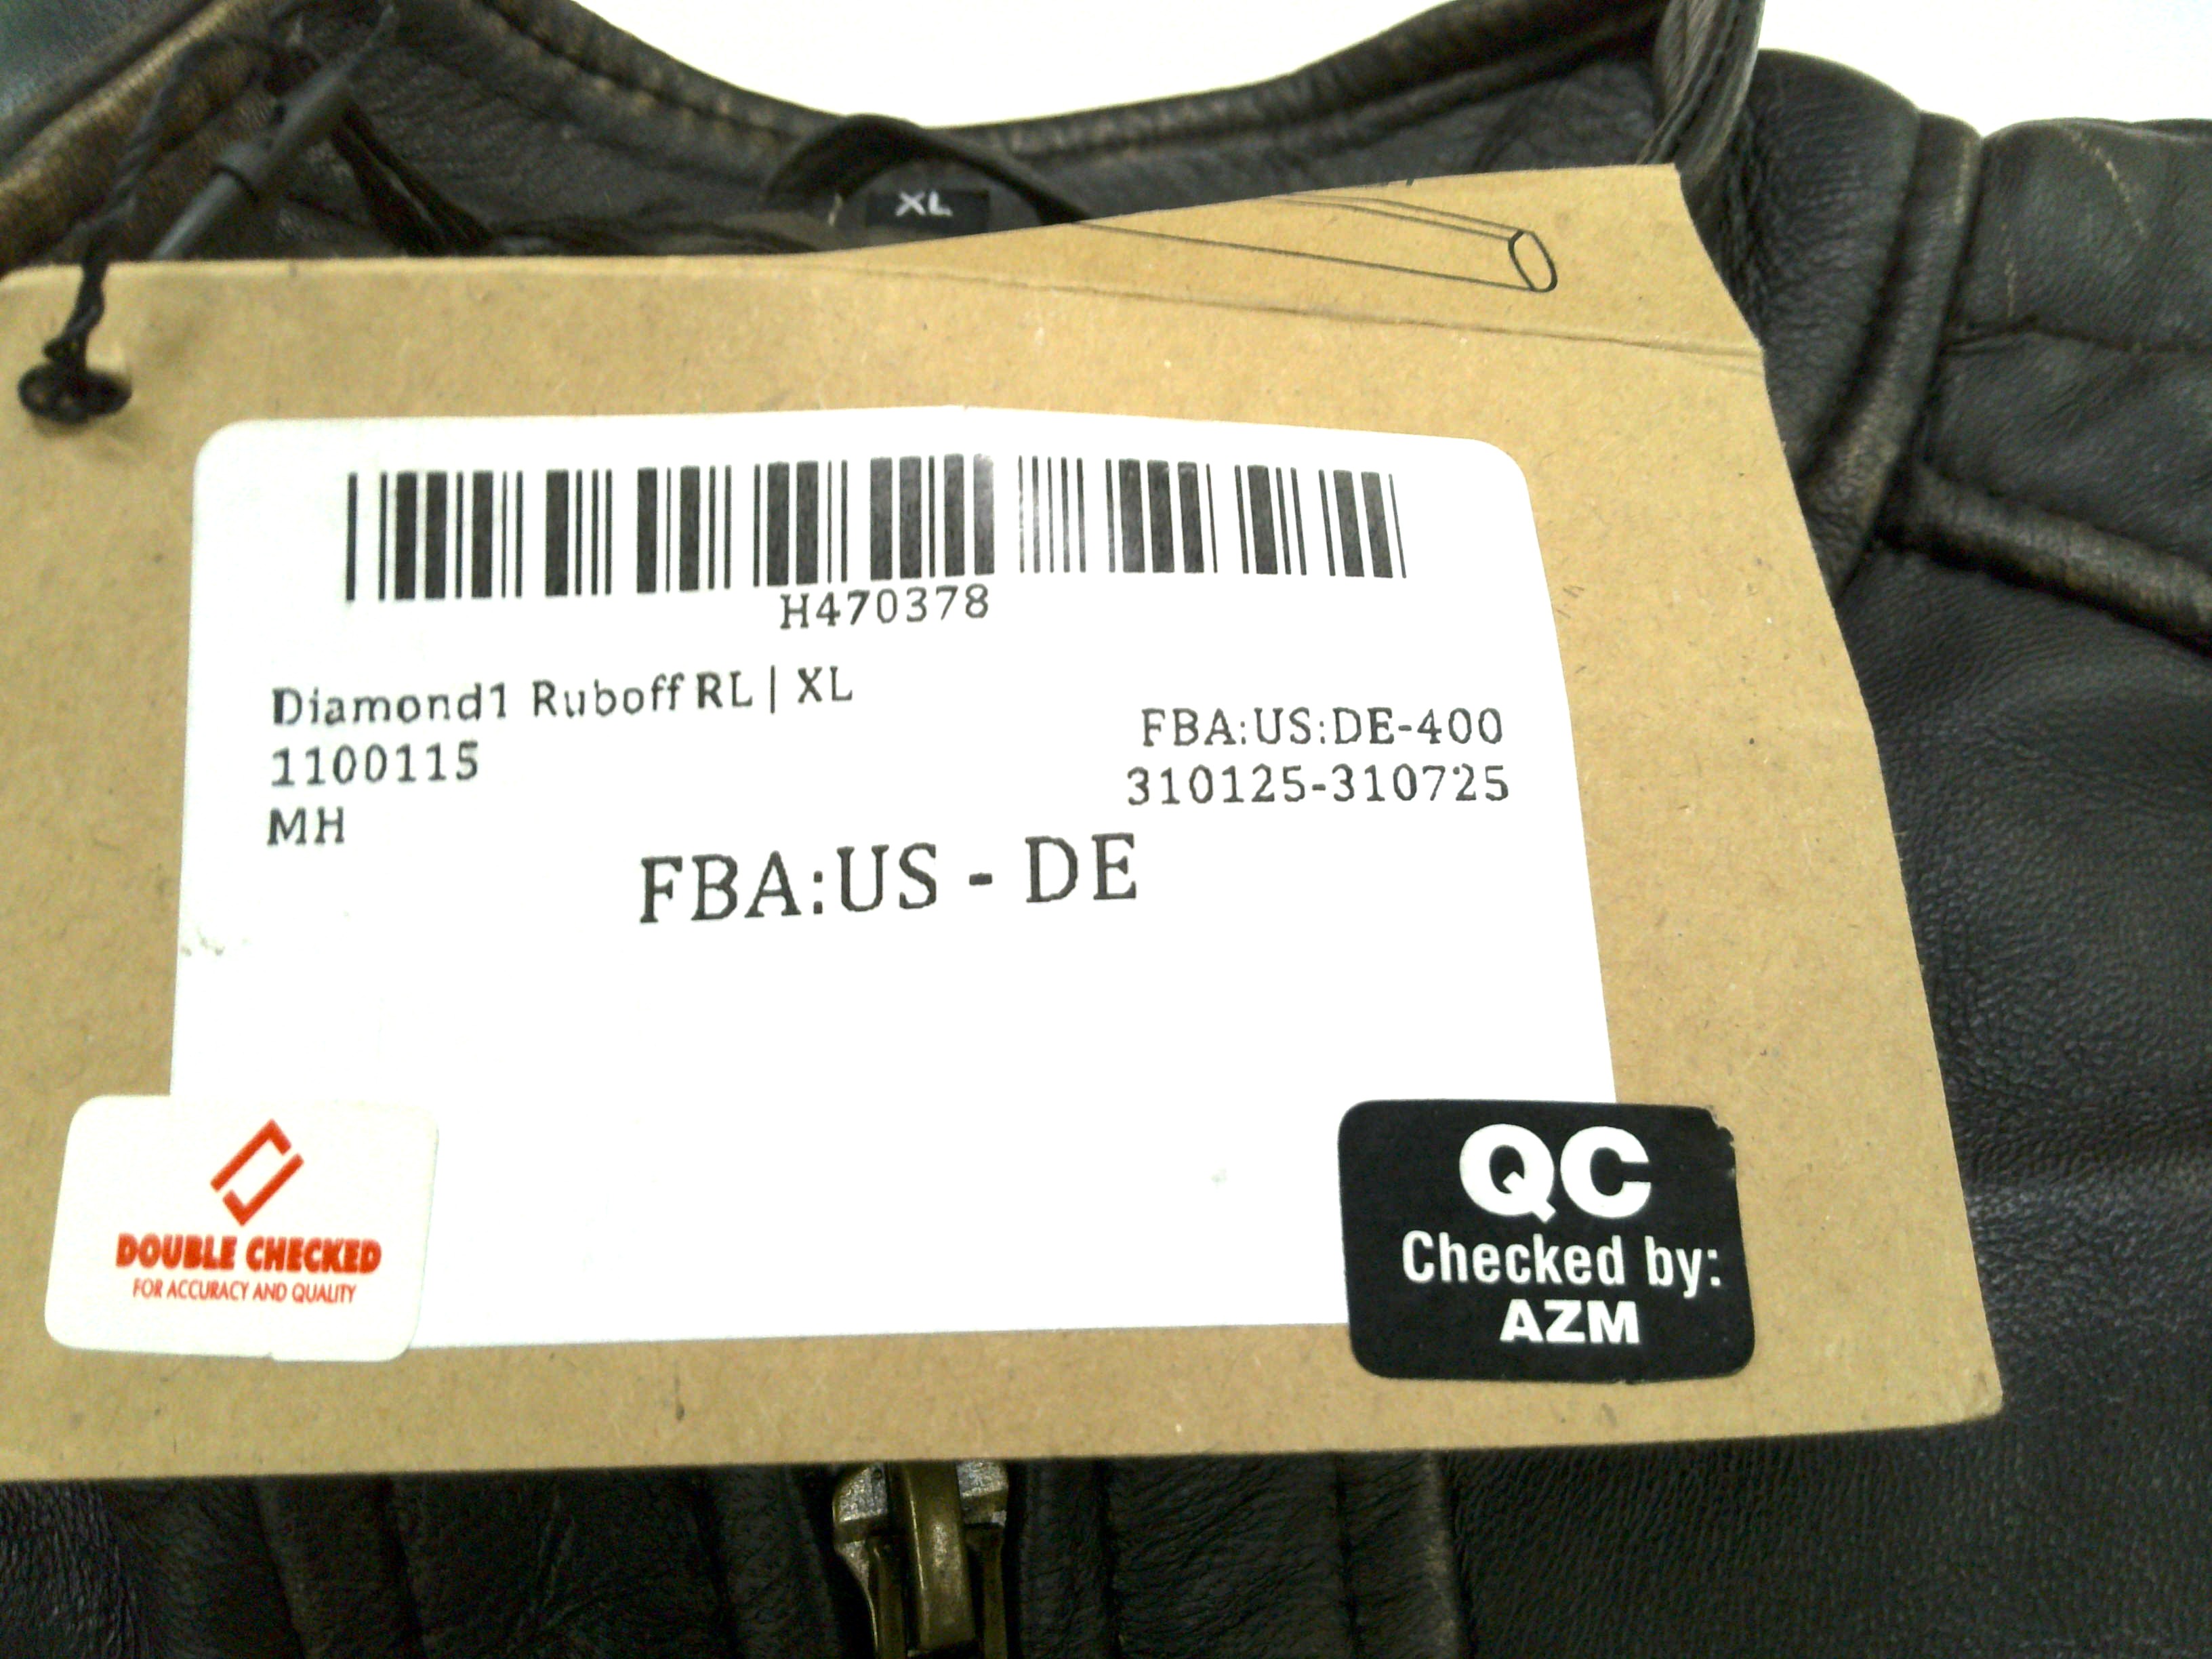 XL
H470378
Diamond1 Ruboff RL | XL
1100115
MH
FBA:US:DE-400
310125-310725
FBA:US - DE
DOUBLE CHECKED
FOR ACCURACY AND QUALITY
QC
Checked by:
AZM